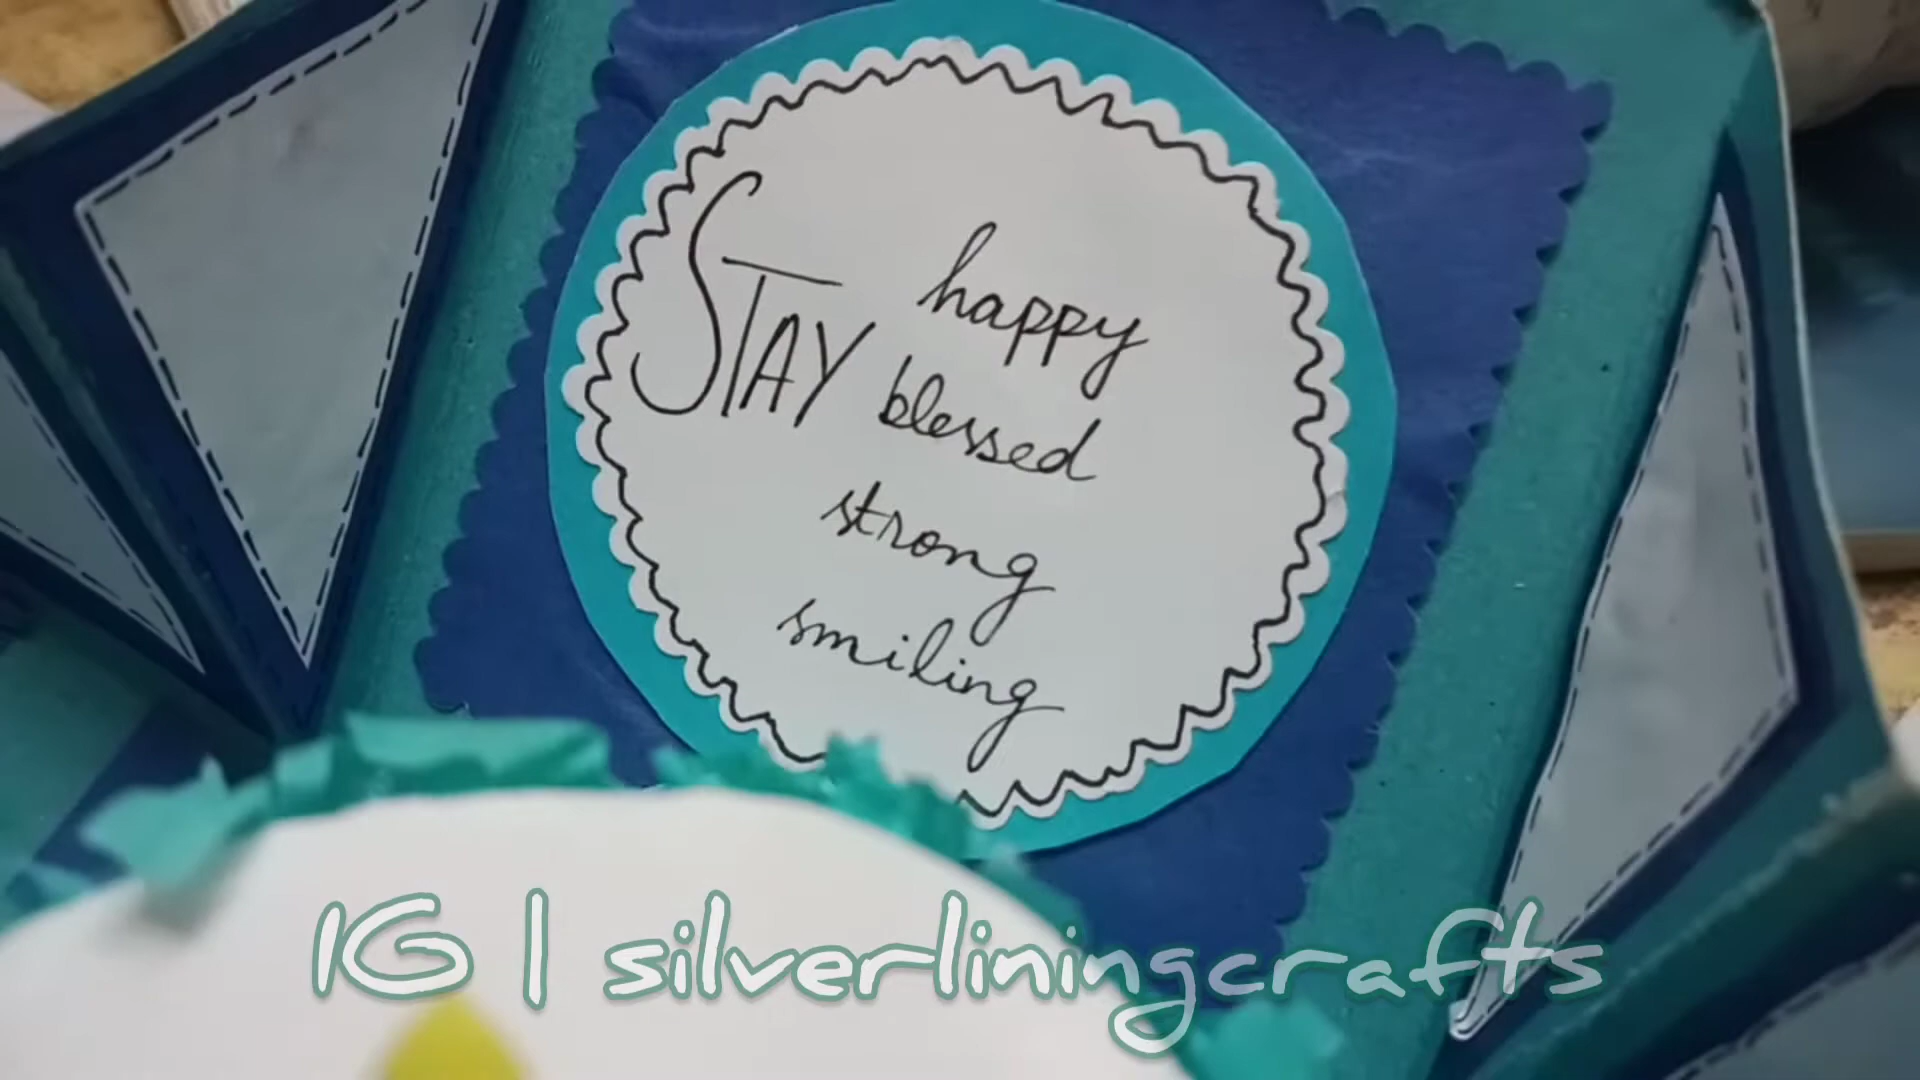 STAY happy
blessed
strong
smiling
IG | silverliningcrafts